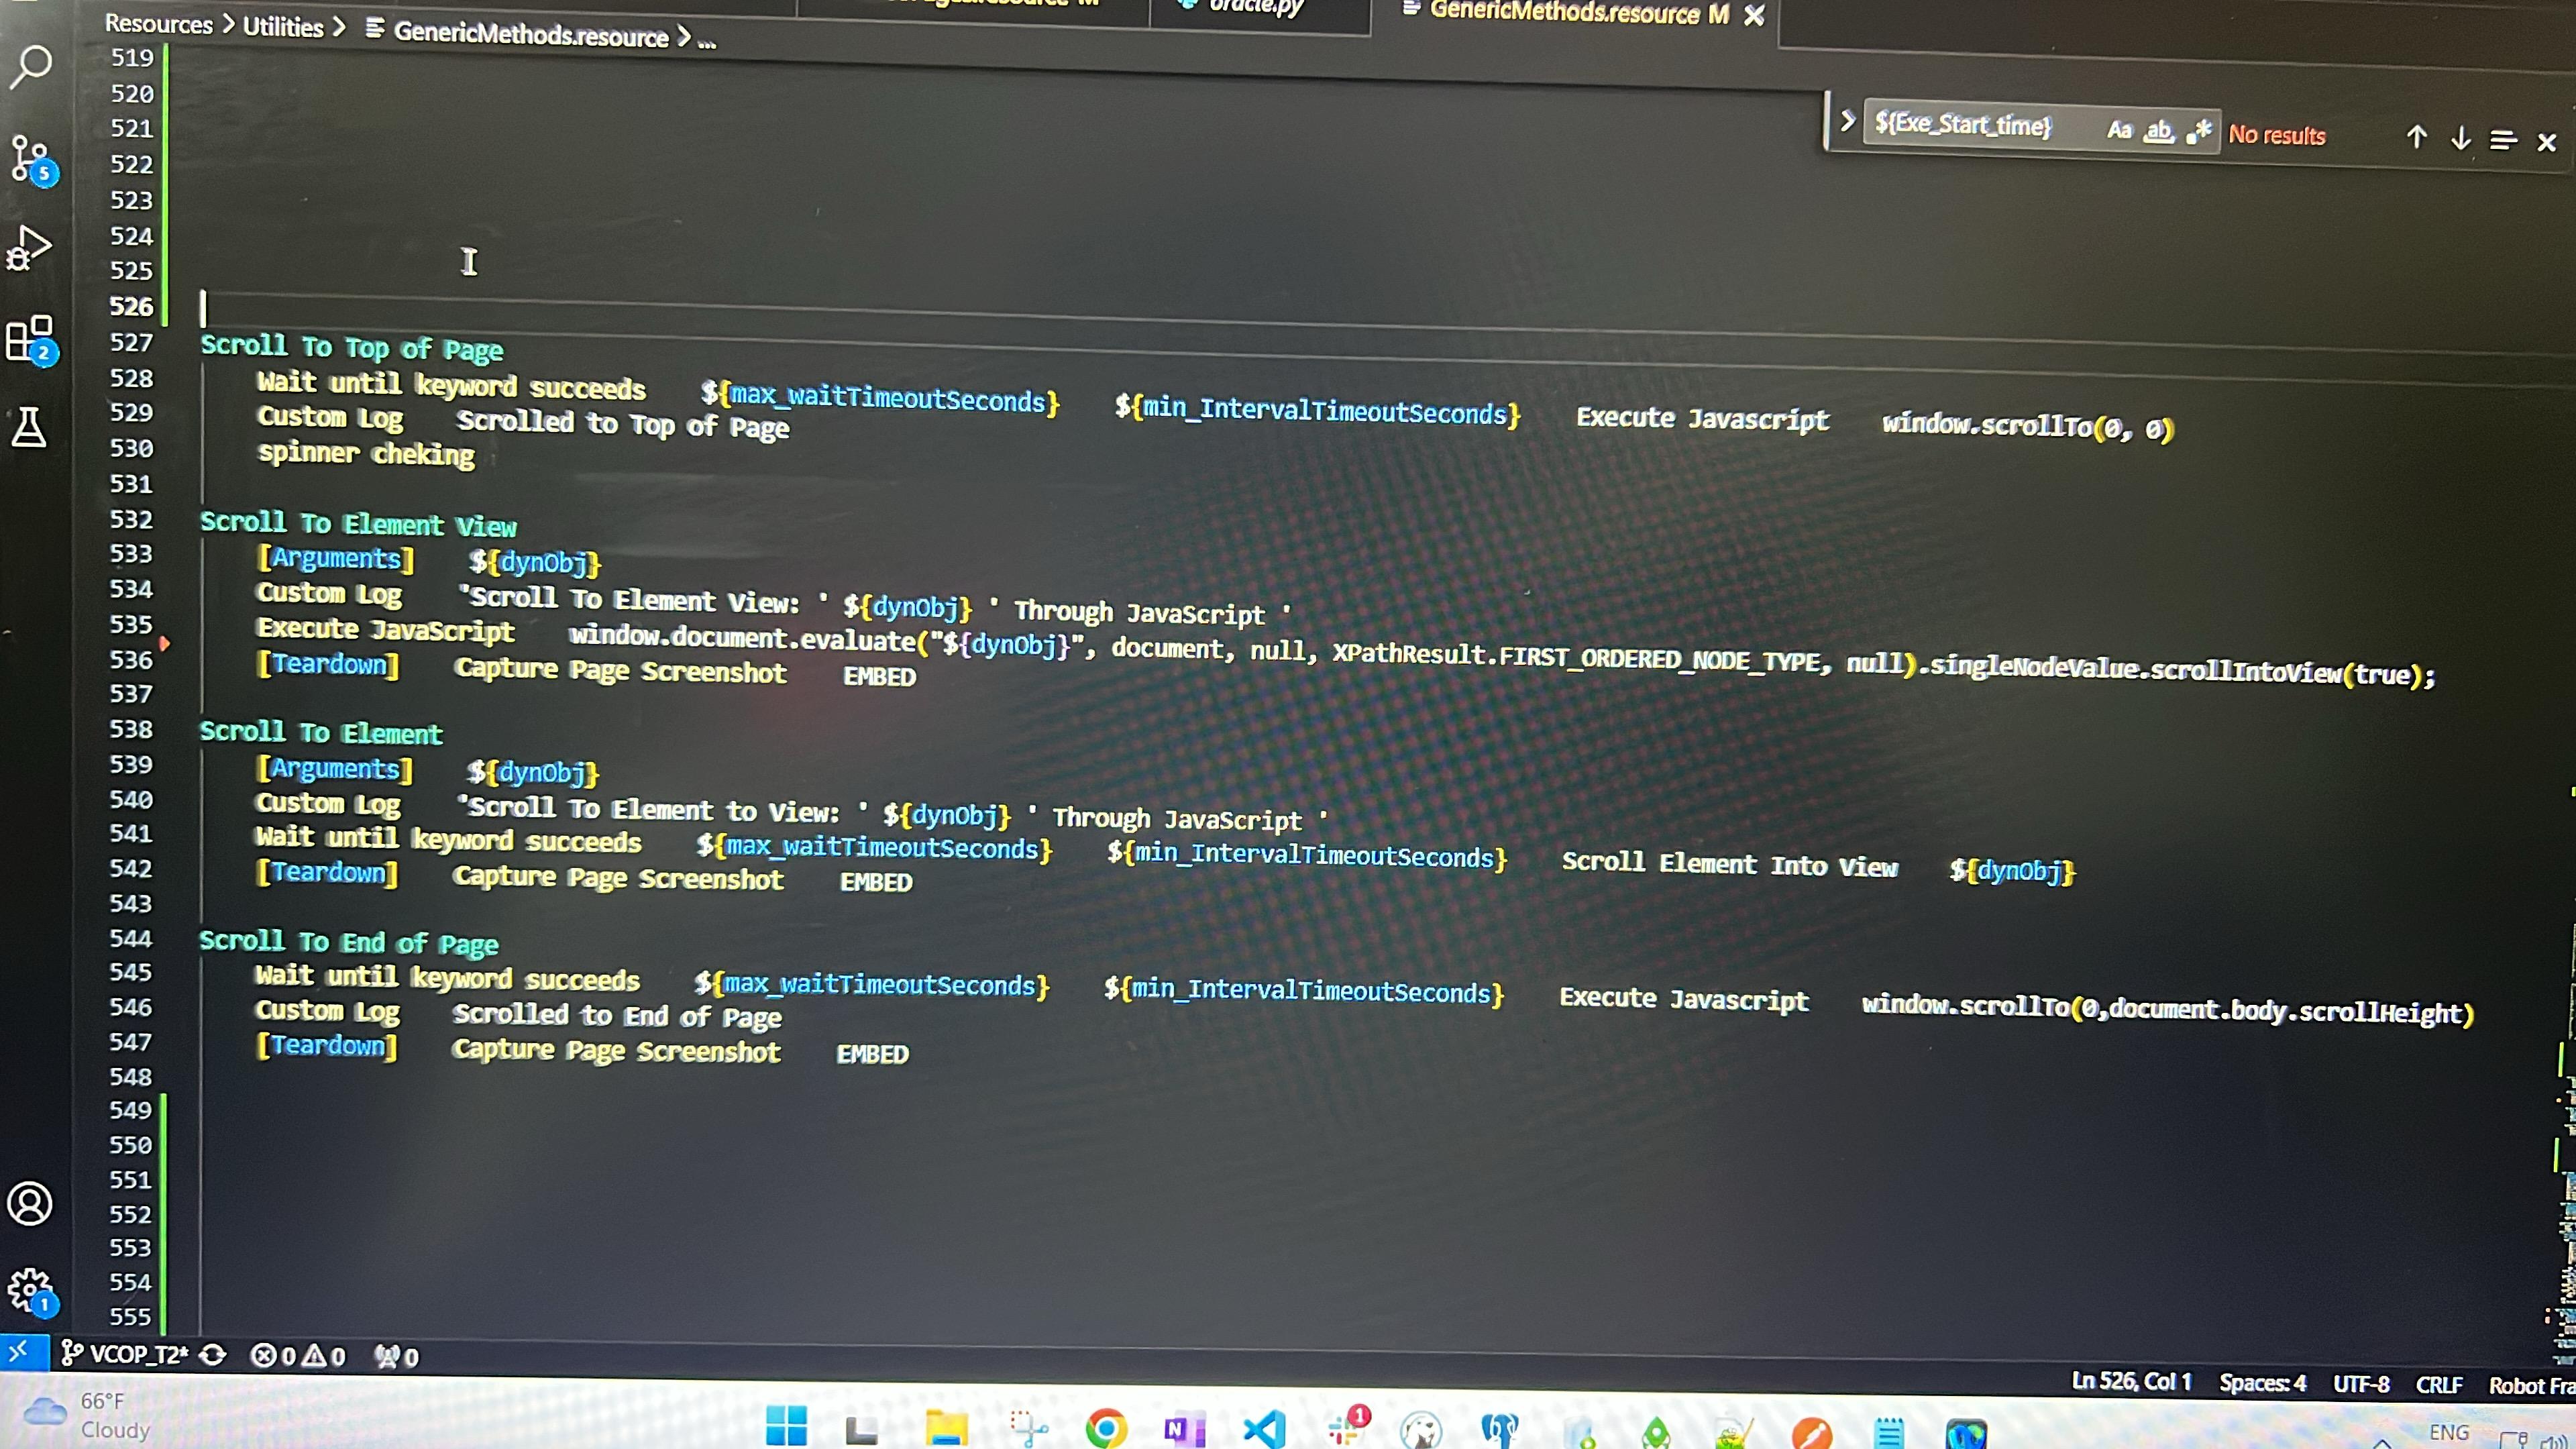 oracle.py
GenericMethods.resource M
Resources > Utilities > GenericMethods.resource > ...
${Exe_Start_time} Aa ab .* No results
519
520
521
522
523
524
525
526
527 Scroll To Top of Page
528 Wait until keyword succeeds ${max_waitTimeoutSeconds} ${min_IntervalTimeoutSeconds} Execute Javascript window.scrollTo(0, 0)
529 Custom Log Scrolled to Top of Page
530 spinner cheking
531
532 Scroll To Element View
533 [Arguments] ${dynObj}
534 Custom Log 'Scroll To Element View: ' ${dynObj} ' Through JavaScript '
535 Execute JavaScript window.document.evaluate("${dynObj}", document, null, XPathResult.FIRST_ORDERED_NODE_TYPE, null).singleNodeValue.scrollIntoView(true);
536 [Teardown] Capture Page Screenshot EMBED
537
538 Scroll To Element
539 [Arguments] ${dynObj}
540 Custom Log 'Scroll To Element to View: ' ${dynObj} ' Through JavaScript '
541 Wait until keyword succeeds ${max_waitTimeoutSeconds} ${min_IntervalTimeoutSeconds} Scroll Element Into View ${dynObj}
542 [Teardown] Capture Page Screenshot EMBED
543
544 Scroll To End of Page
545 Wait until keyword succeeds ${max_waitTimeoutSeconds} ${min_IntervalTimeoutSeconds} Execute Javascript window.scrollTo(0,document.body.scrollHeight)
546 Custom Log Scrolled to End of Page
547 [Teardown] Capture Page Screenshot EMBED
548
549
550
551
552
553
554
555
5
2
1
VCOP_T2* 0 0 0
Ln 526, Col 1 Spaces: 4 UTF-8 CRLF Robot Fra
66°F
Cloudy
N
1
ENG